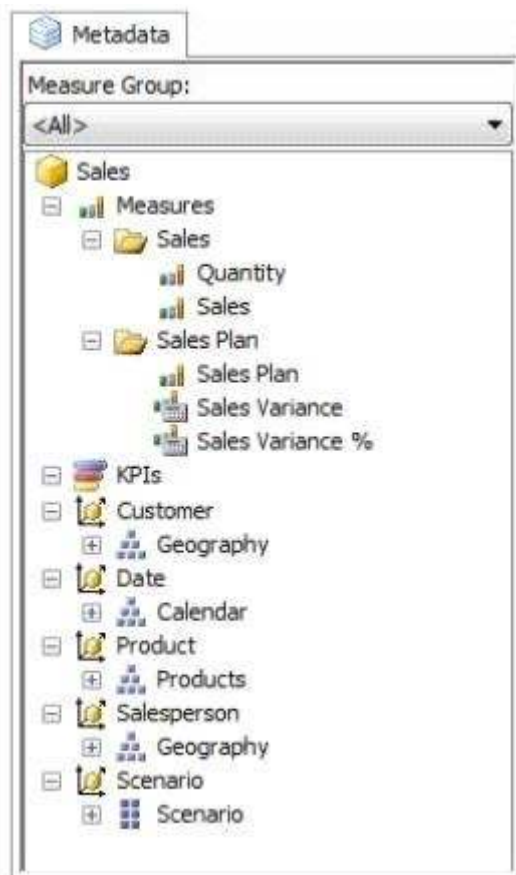 Metadata
Measure Group:
<All>
Sales
Measures
Sales
Quantity
Sales
Sales Plan
Sales Plan
Sales Variance
Sales Variance %
KPIs
Customer
Geography
Date
Calendar
Product
Products
Salesperson
Geography
Scenario
Scenario